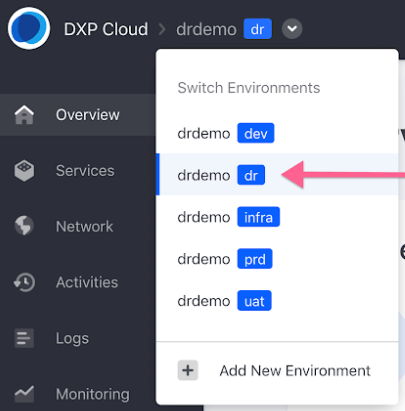 DXP Cloud > drdemo dr
Switch Environments
Overview
drdemo dev
Services
drdemo dr
Network
drdemo infra
Activities
drdemo prd
drdemo uat
Logs
+ Add New Environment
Monitoring